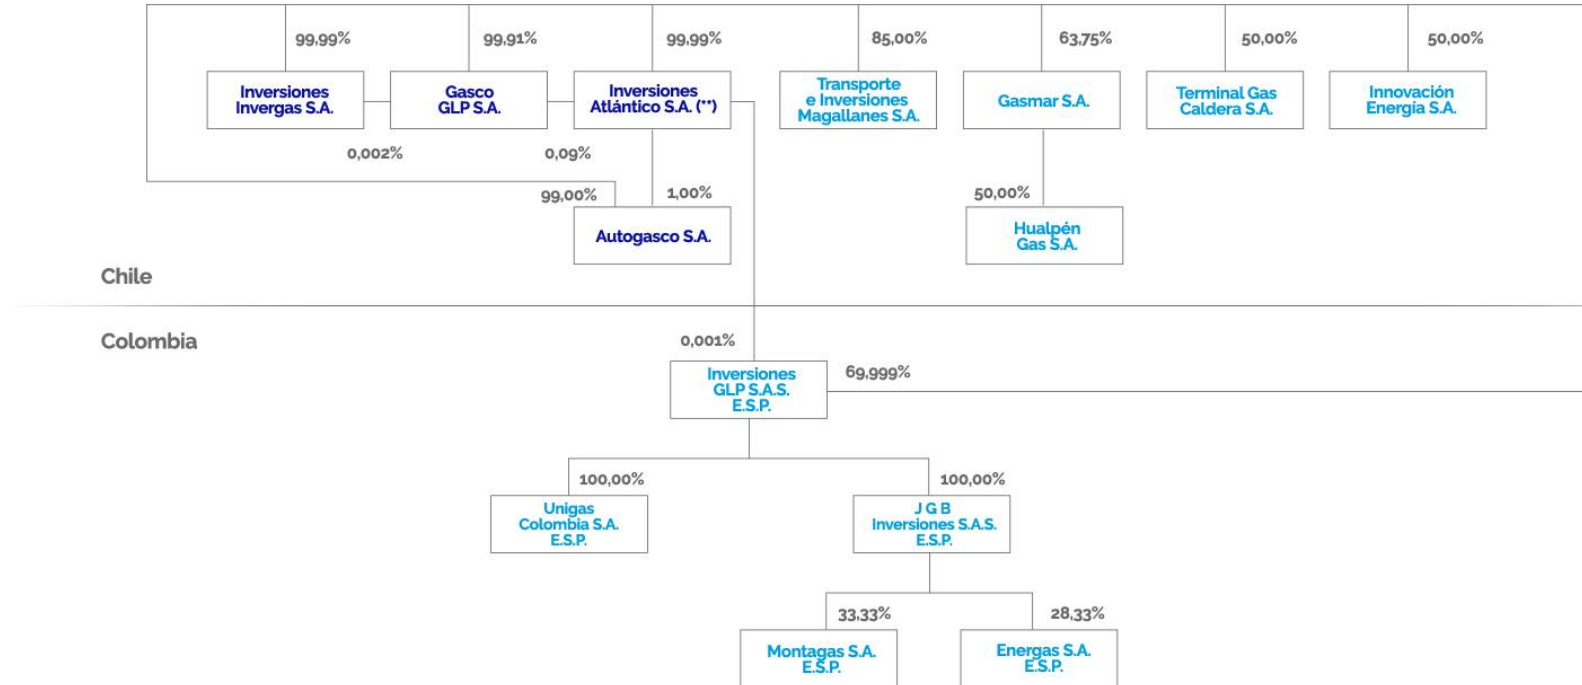 99,99%
99,91%
99,99%
85,00%
63,75%
50,00%
50,00%
Inversiones
Invergas S.A.
Gasco
GLP S.A.
Inversiones
Atlántico S.A. (**)
Transporte
e Inversiones
Magallanes S.A.
Gasmar S.A.
Terminal Gas
Caldera S.A.
Innovación
Energía S.A.
0,002%
0,09%
99,00%
1,00%
50,00%
Autogasco S.A.
Hualpén
Gas S.A.
Chile
Colombia
0,001%
Inversiones
GLP S.A.S.
E.S.P.
69,999%
100,00%
100,00%
Unigas
Colombia S.A.
E.S.P.
J G B
Inversiones S.A.S.
E.S.P.
33,33%
28,33%
Montagas S.A.
E.S.P.
Energas S.A.
E.S.P.